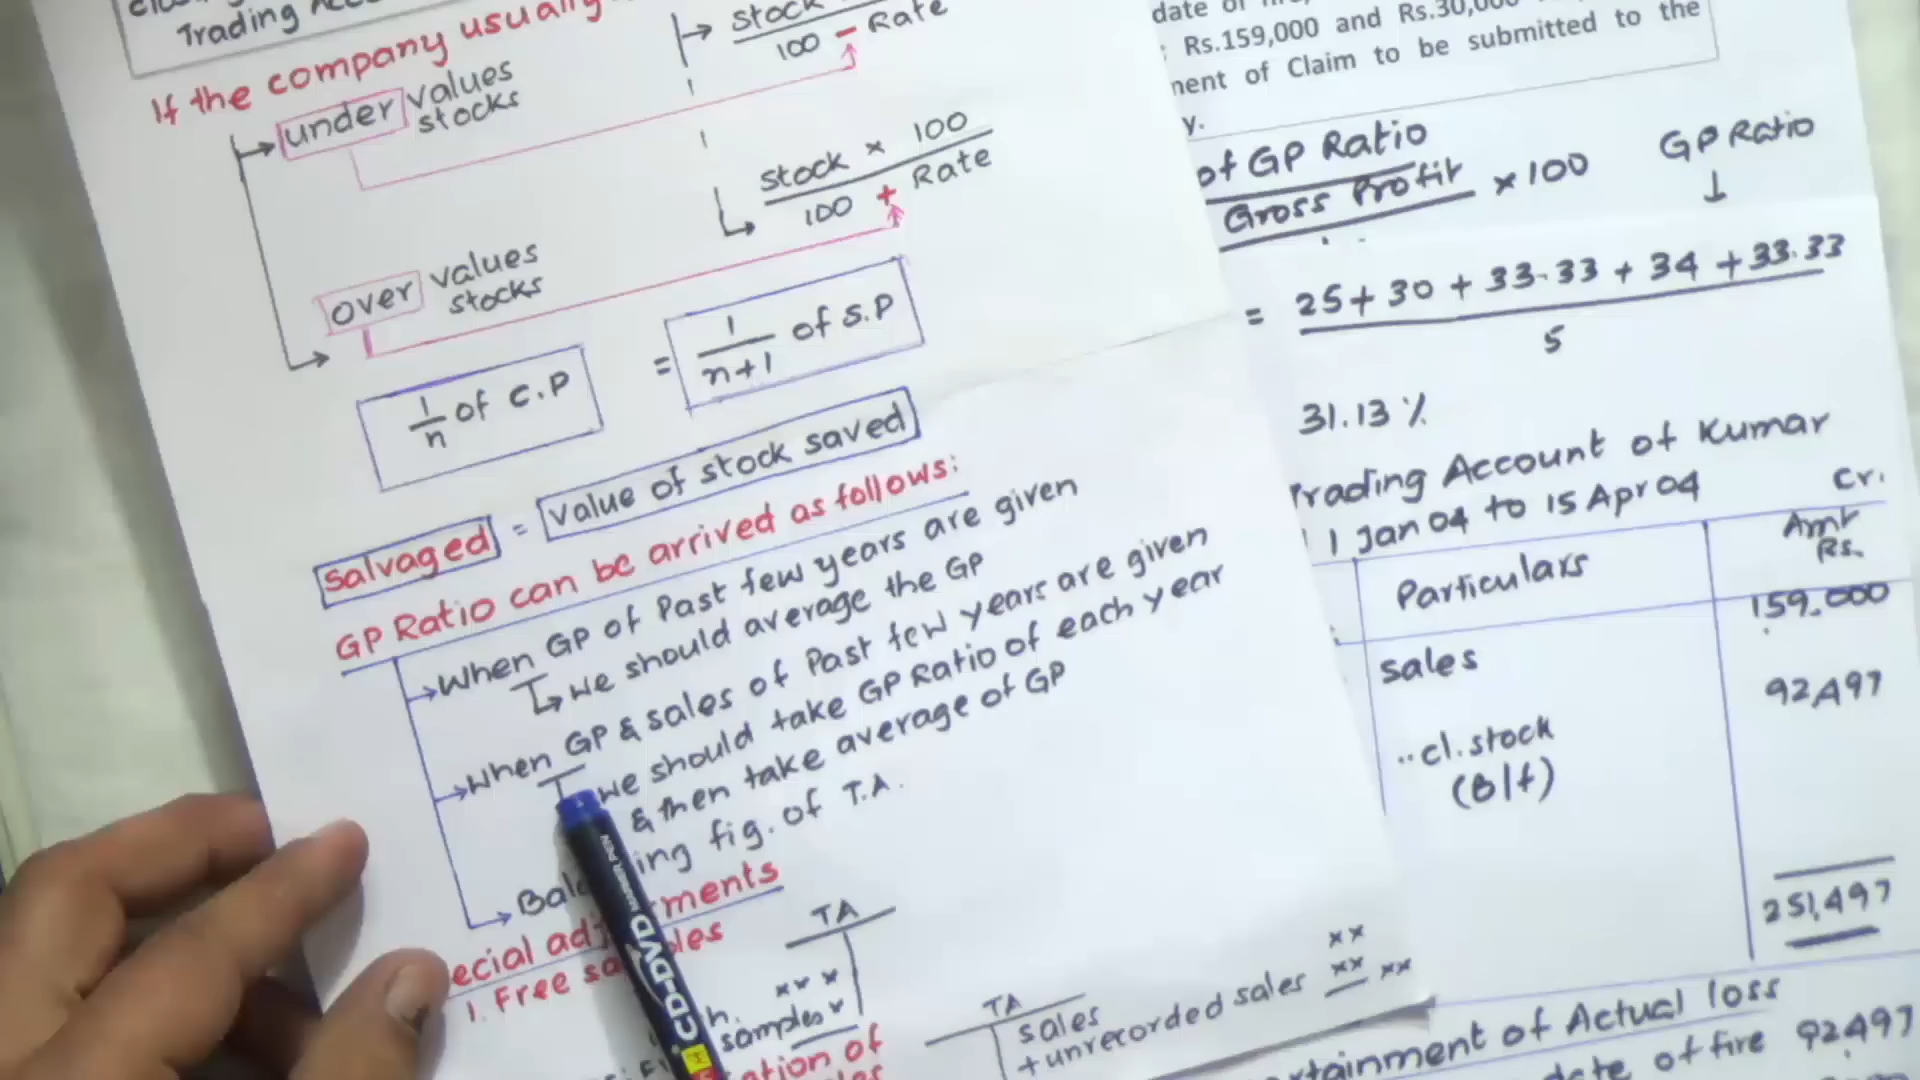 Trading
If the company usually
under values
stocks
stock
100 - Rate
stock × 100
100 + Rate
over values
stocks
1/n of C.P
= 1/n+1 of S.P
Salvaged = Value of stock saved
GP Ratio can be arrived as follows:
When GP of Past few years are given
we should average the GP
When GP & sales of Past few years are given
we should take GP Ratio of each year
& then take average of GP
fig. of T.A.
1. Free
TA
×××
samples
TA
sales
+ unrecorded sales
××
×× ××
date of
Rs.159,000 and Rs.30,000
of Claim to be submitted to the
y.
of GP Ratio
Gross Profit × 100
GP Ratio
= 25 + 30 + 33.33 + 34 + 33.33
5
31.13 %
Trading Account of Kumar
1 Jan 04 to 15 Apr 04
Cr.
Particulars
Amt
Rs.
Sales
159,000
cl. stock
(B/f)
92,497
251,497
of Actual loss
date of fire 92,497
CD-DVD